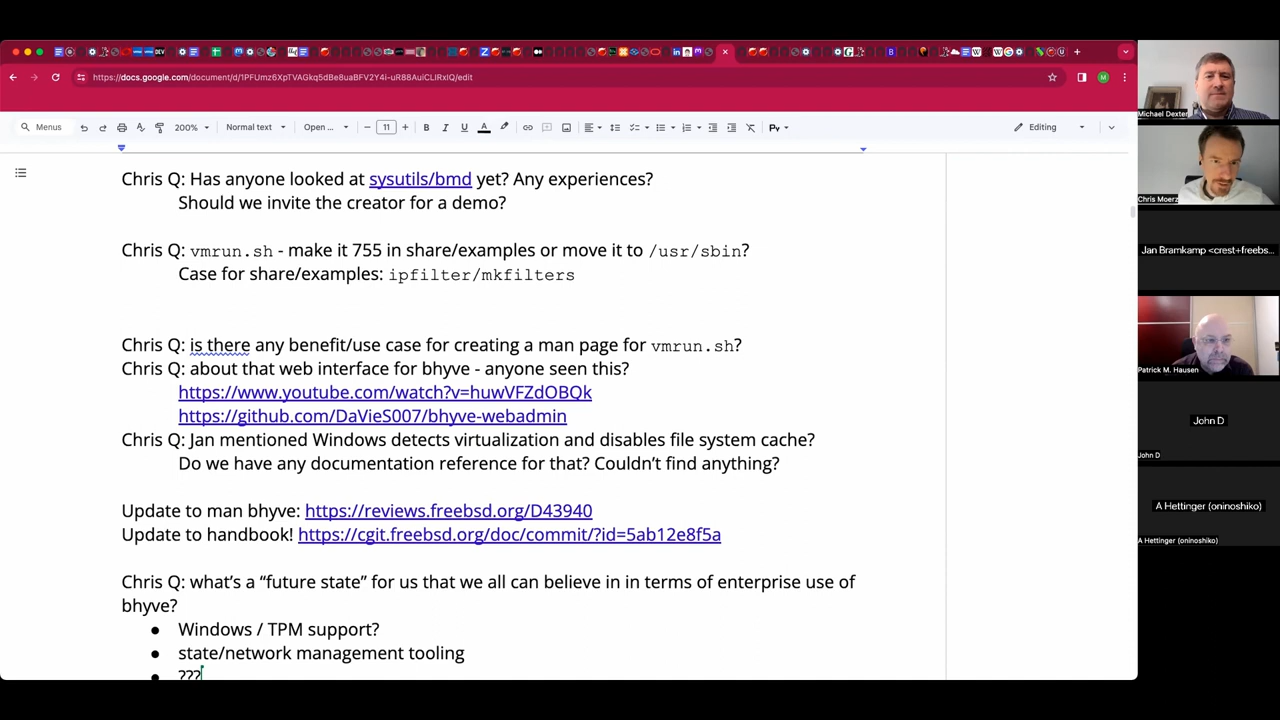 https://docs.google.com/document/d/1PFUmz6XpTVAGkq5dBe8uaBFV2Y4i-uR88AuiCLIRxIQ/edit
Menus
200%
Normal text
Open ...
11
Editing
Chris Q: Has anyone looked at sysutils/bmd yet? Any experiences?
Should we invite the creator for a demo?
Chris Q: vmrun.sh - make it 755 in share/examples or move it to /usr/sbin?
Case for share/examples: ipfilter/mkfilters
Chris Q: is there any benefit/use case for creating a man page for vmrun.sh?
Chris Q: about that web interface for bhyve - anyone seen this?
https://www.youtube.com/watch?v=huwVFZdOBQk
https://github.com/DaVieS007/bhyve-webadmin
Chris Q: Jan mentioned Windows detects virtualization and disables file system cache?
Do we have any documentation reference for that? Couldn't find anything?
Update to man bhyve: https://reviews.freebsd.org/D43940
Update to handbook! https://cgit.freebsd.org/doc/commit/?id=5ab12e8f5a
Chris Q: what's a “future state” for us that we all can believe in in terms of enterprise use of
bhyve?
● Windows / TPM support?
● state/network management tooling
● ???
Michael Dexter
Chris Moerz
Jan Bramkamp <crest+freebs...
Patrick M. Hausen
John D
John D
A Hettinger (oninoshiko)
A Hettinger (oninoshiko)